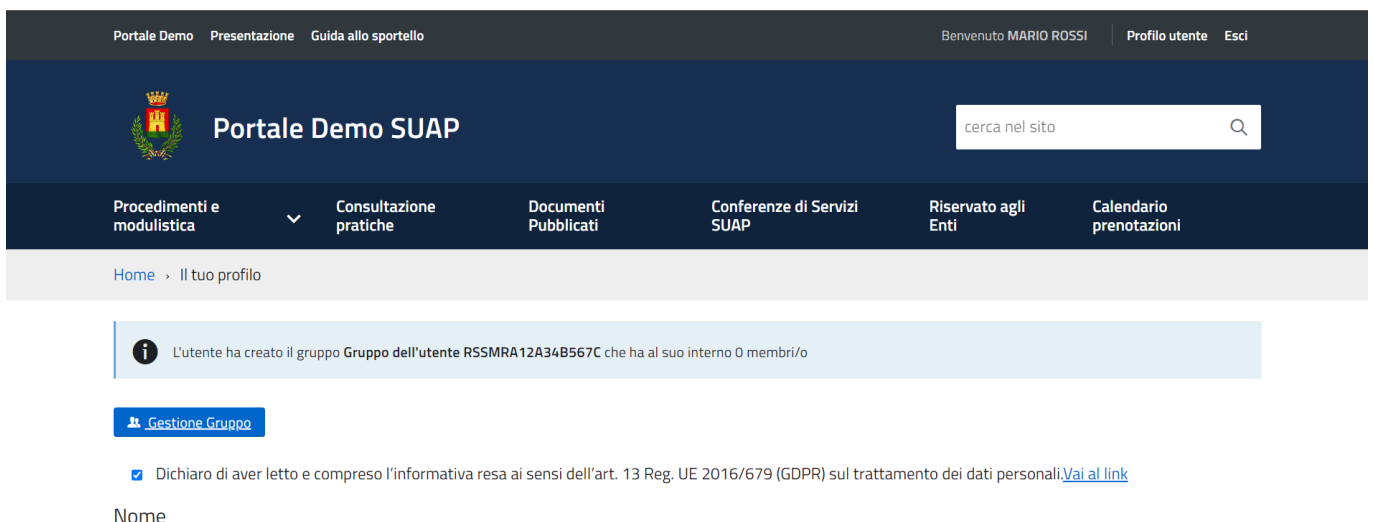 Portale Demo Presentazione Guida allo sportello Benvenuto MARIO ROSSI Profilo utente Esci
Portale Demo SUAP cerca nel sito
Procedimenti e modulistica Consultazione pratiche Documenti Pubblicati Conferenze di Servizi SUAP Riservato agli Enti Calendario prenotazioni
Home › Il tuo profilo
L'utente ha creato il gruppo Gruppo dell'utente RSSMRA12A34B567C che ha al suo interno 0 membri/o
Gestione Gruppo
Dichiaro di aver letto e compreso l’informativa resa ai sensi dell’art. 13 Reg. UE 2016/679 (GDPR) sul trattamento dei dati personali.Vai al link
Nome